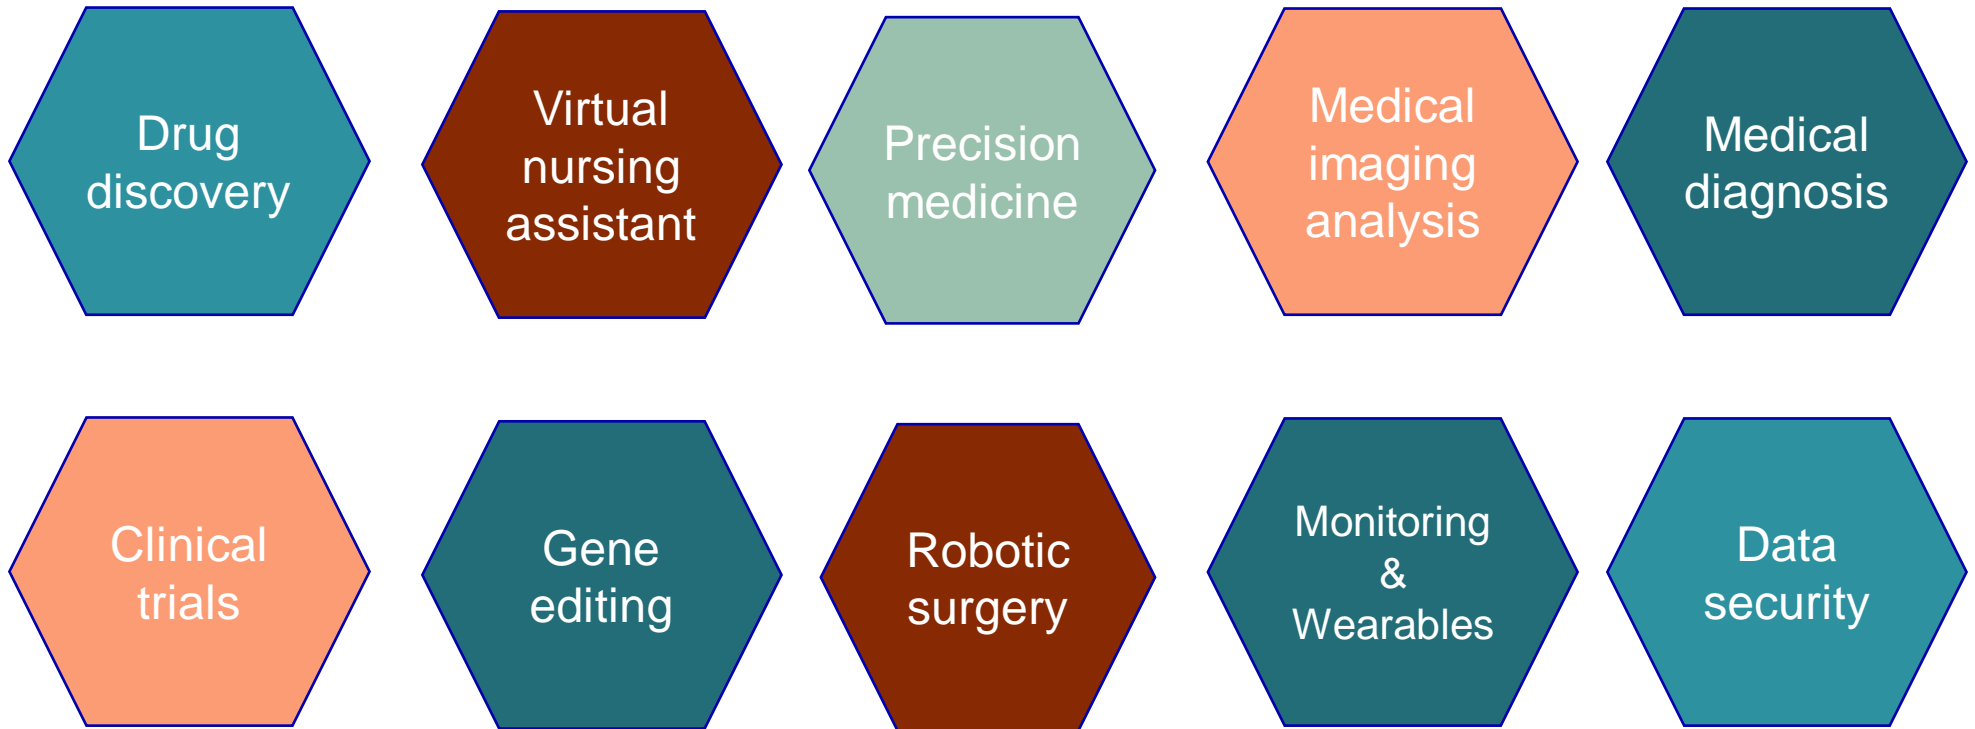 Drug
discovery
Virtual
nursing
assistant
Precision
medicine
Medical
imaging
analysis
Medical
diagnosis
Clinical
trials
Gene
editing
Robotic
surgery
Monitoring
&
Wearables
Data
security